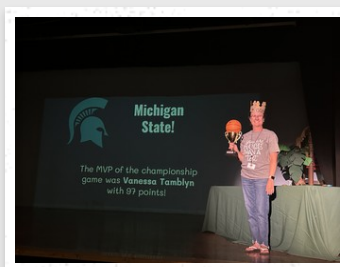 Michigan
State!
The MVP of the championship
game was Vanessa Tamblyn
with 97 points!